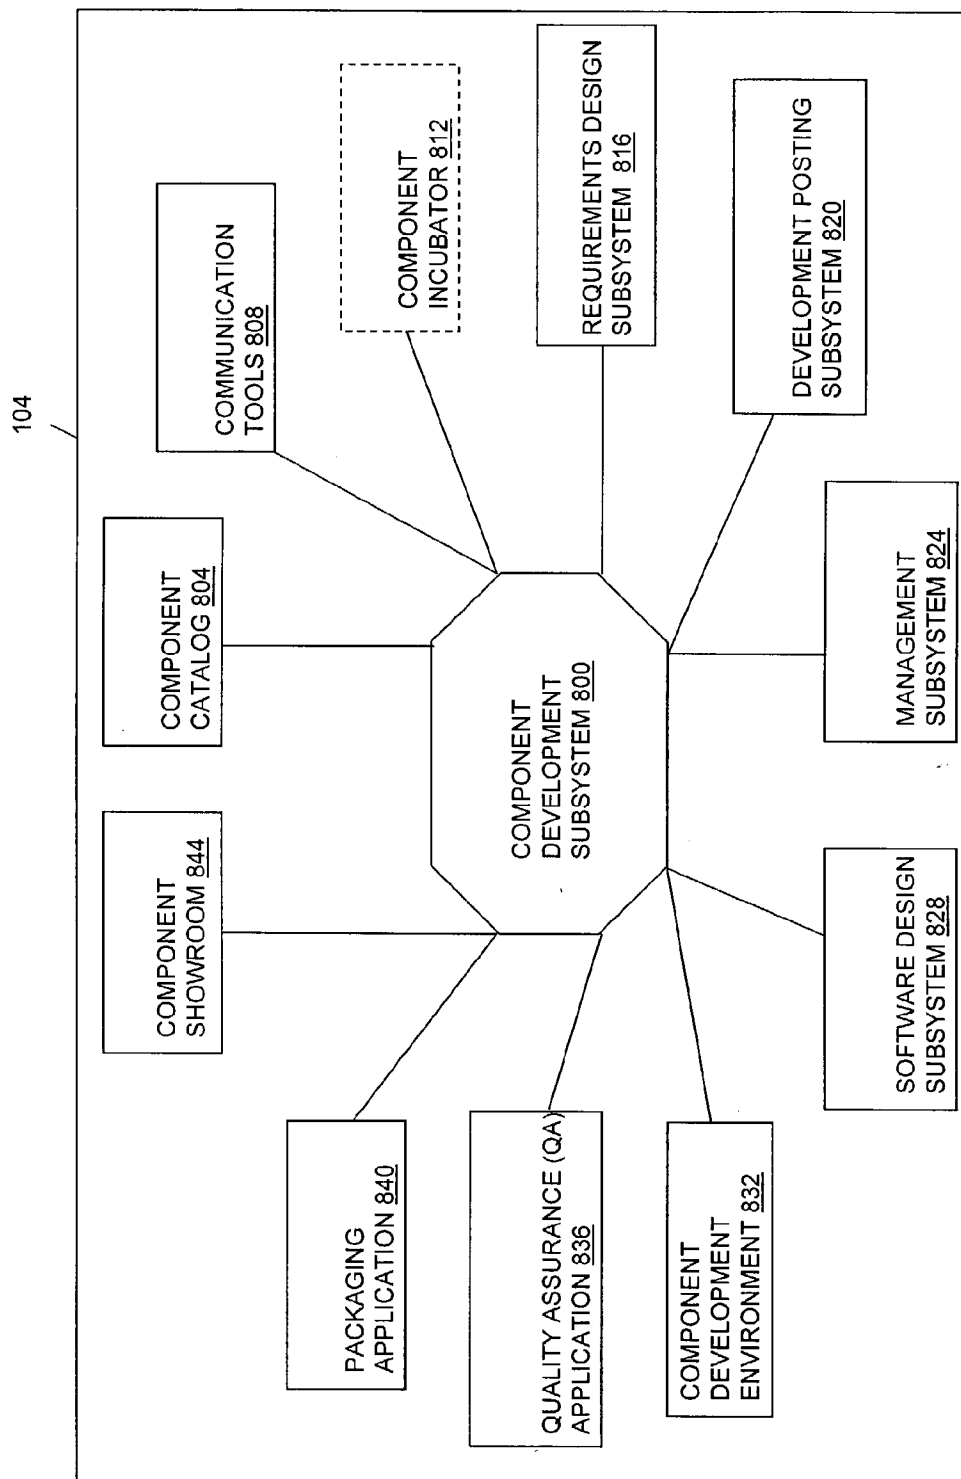 104
COMPONENT
SHOWROOM 844
COMPONENT
CATALOG 804
COMMUNICATION
TOOLS 808
COMPONENT
INCUBATOR 812
REQUIREMENTS DESIGN
SUBSYSTEM 816
DEVELOPMENT POSTING
SUBSYSTEM 820
MANAGEMENT
SUBSYSTEM 824
SOFTWARE DESIGN
SUBSYSTEM 828
COMPONENT
DEVELOPMENT
ENVIRONMENT 832
QUALITY ASSURANCE (QA)
APPLICATION 836
PACKAGING
APPLICATION 840
COMPONENT
DEVELOPMENT
SUBSYSTEM 800